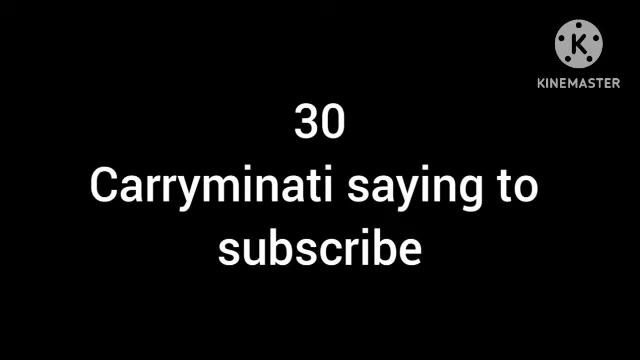 K
KINEMASTER
30
Carryminati saying to
subscribe